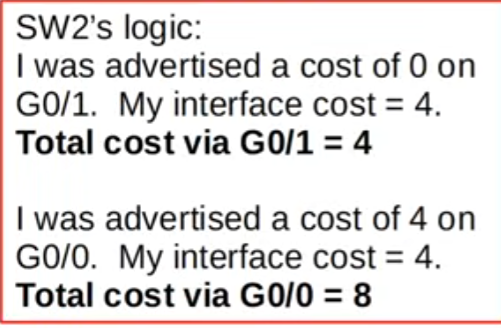 SW2's logic:
I was advertised a cost of 0 on
G0/1.  My interface cost = 4.
Total cost via G0/1 = 4

I was advertised a cost of 4 on
G0/0.  My interface cost = 4.
Total cost via G0/0 = 8